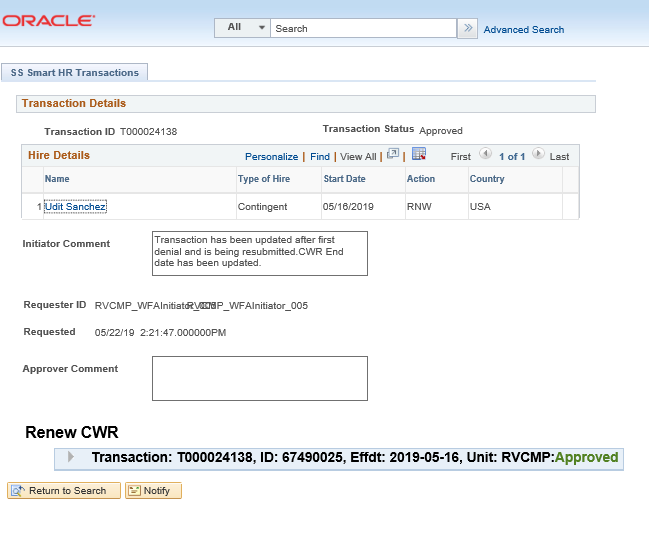 ORACLE
All Search Advanced Search
SS Smart HR Transactions
Transaction Details
Transaction ID T000024138 Transaction Status Approved
Hire Details Personalize | Find | View All | | First 1 of 1 Last
Name Type of Hire Start Date Action Country
1 Udit Sanchez Contingent 05/16/2019 RNW USA
Initiator Comment
Transaction has been updated after first
denial and is being resubmitted.CWR End
date has been updated.
Requester ID RVCMP_WFAInitiator_005 RVCMP_WFAInitiator_005
Requested 05/22/19 2:21:47.000000PM
Approver Comment
Renew CWR
Transaction: T000024138, ID: 67490025, Effdt: 2019-05-16, Unit: RVCMP:Approved
Return to Search Notify